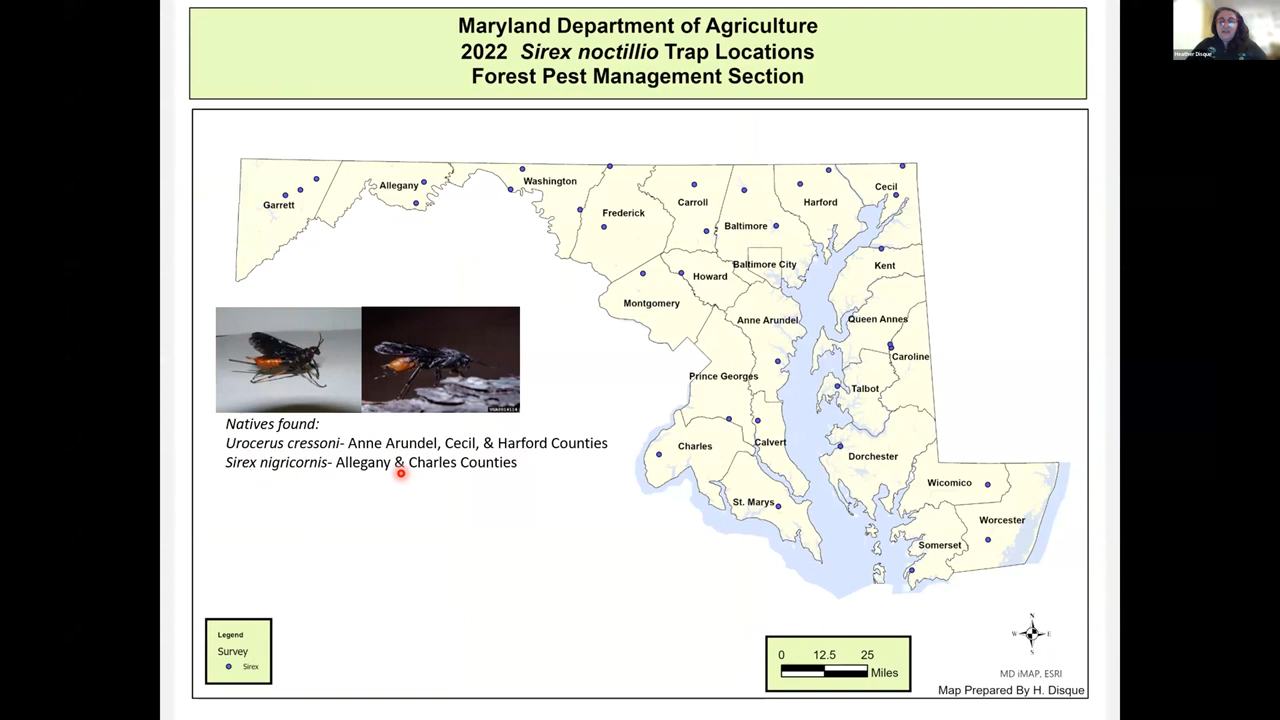 Maryland Department of Agriculture
2022 Sirex noctillio Trap Locations
Forest Pest Management Section
Heather Disque
Garrett
Allegany
Washington
Frederick
Carroll
Baltimore
Harford
Cecil
Baltimore City
Howard
Kent
Montgomery
Anne Arundel
Queen Annes
Caroline
Prince Georges
Talbot
Charles
Calvert
Dorchester
St. Marys
Wicomico
Worcester
Somerset
Natives found:
Urocerus cressoni- Anne Arundel, Cecil, & Harford Counties
Sirex nigricornis- Allegany & Charles Counties
Legend
Survey
Sirex
0 12.5 25
Miles
N
W E
S
MD iMAP, ESRI
Map Prepared By H. Disque